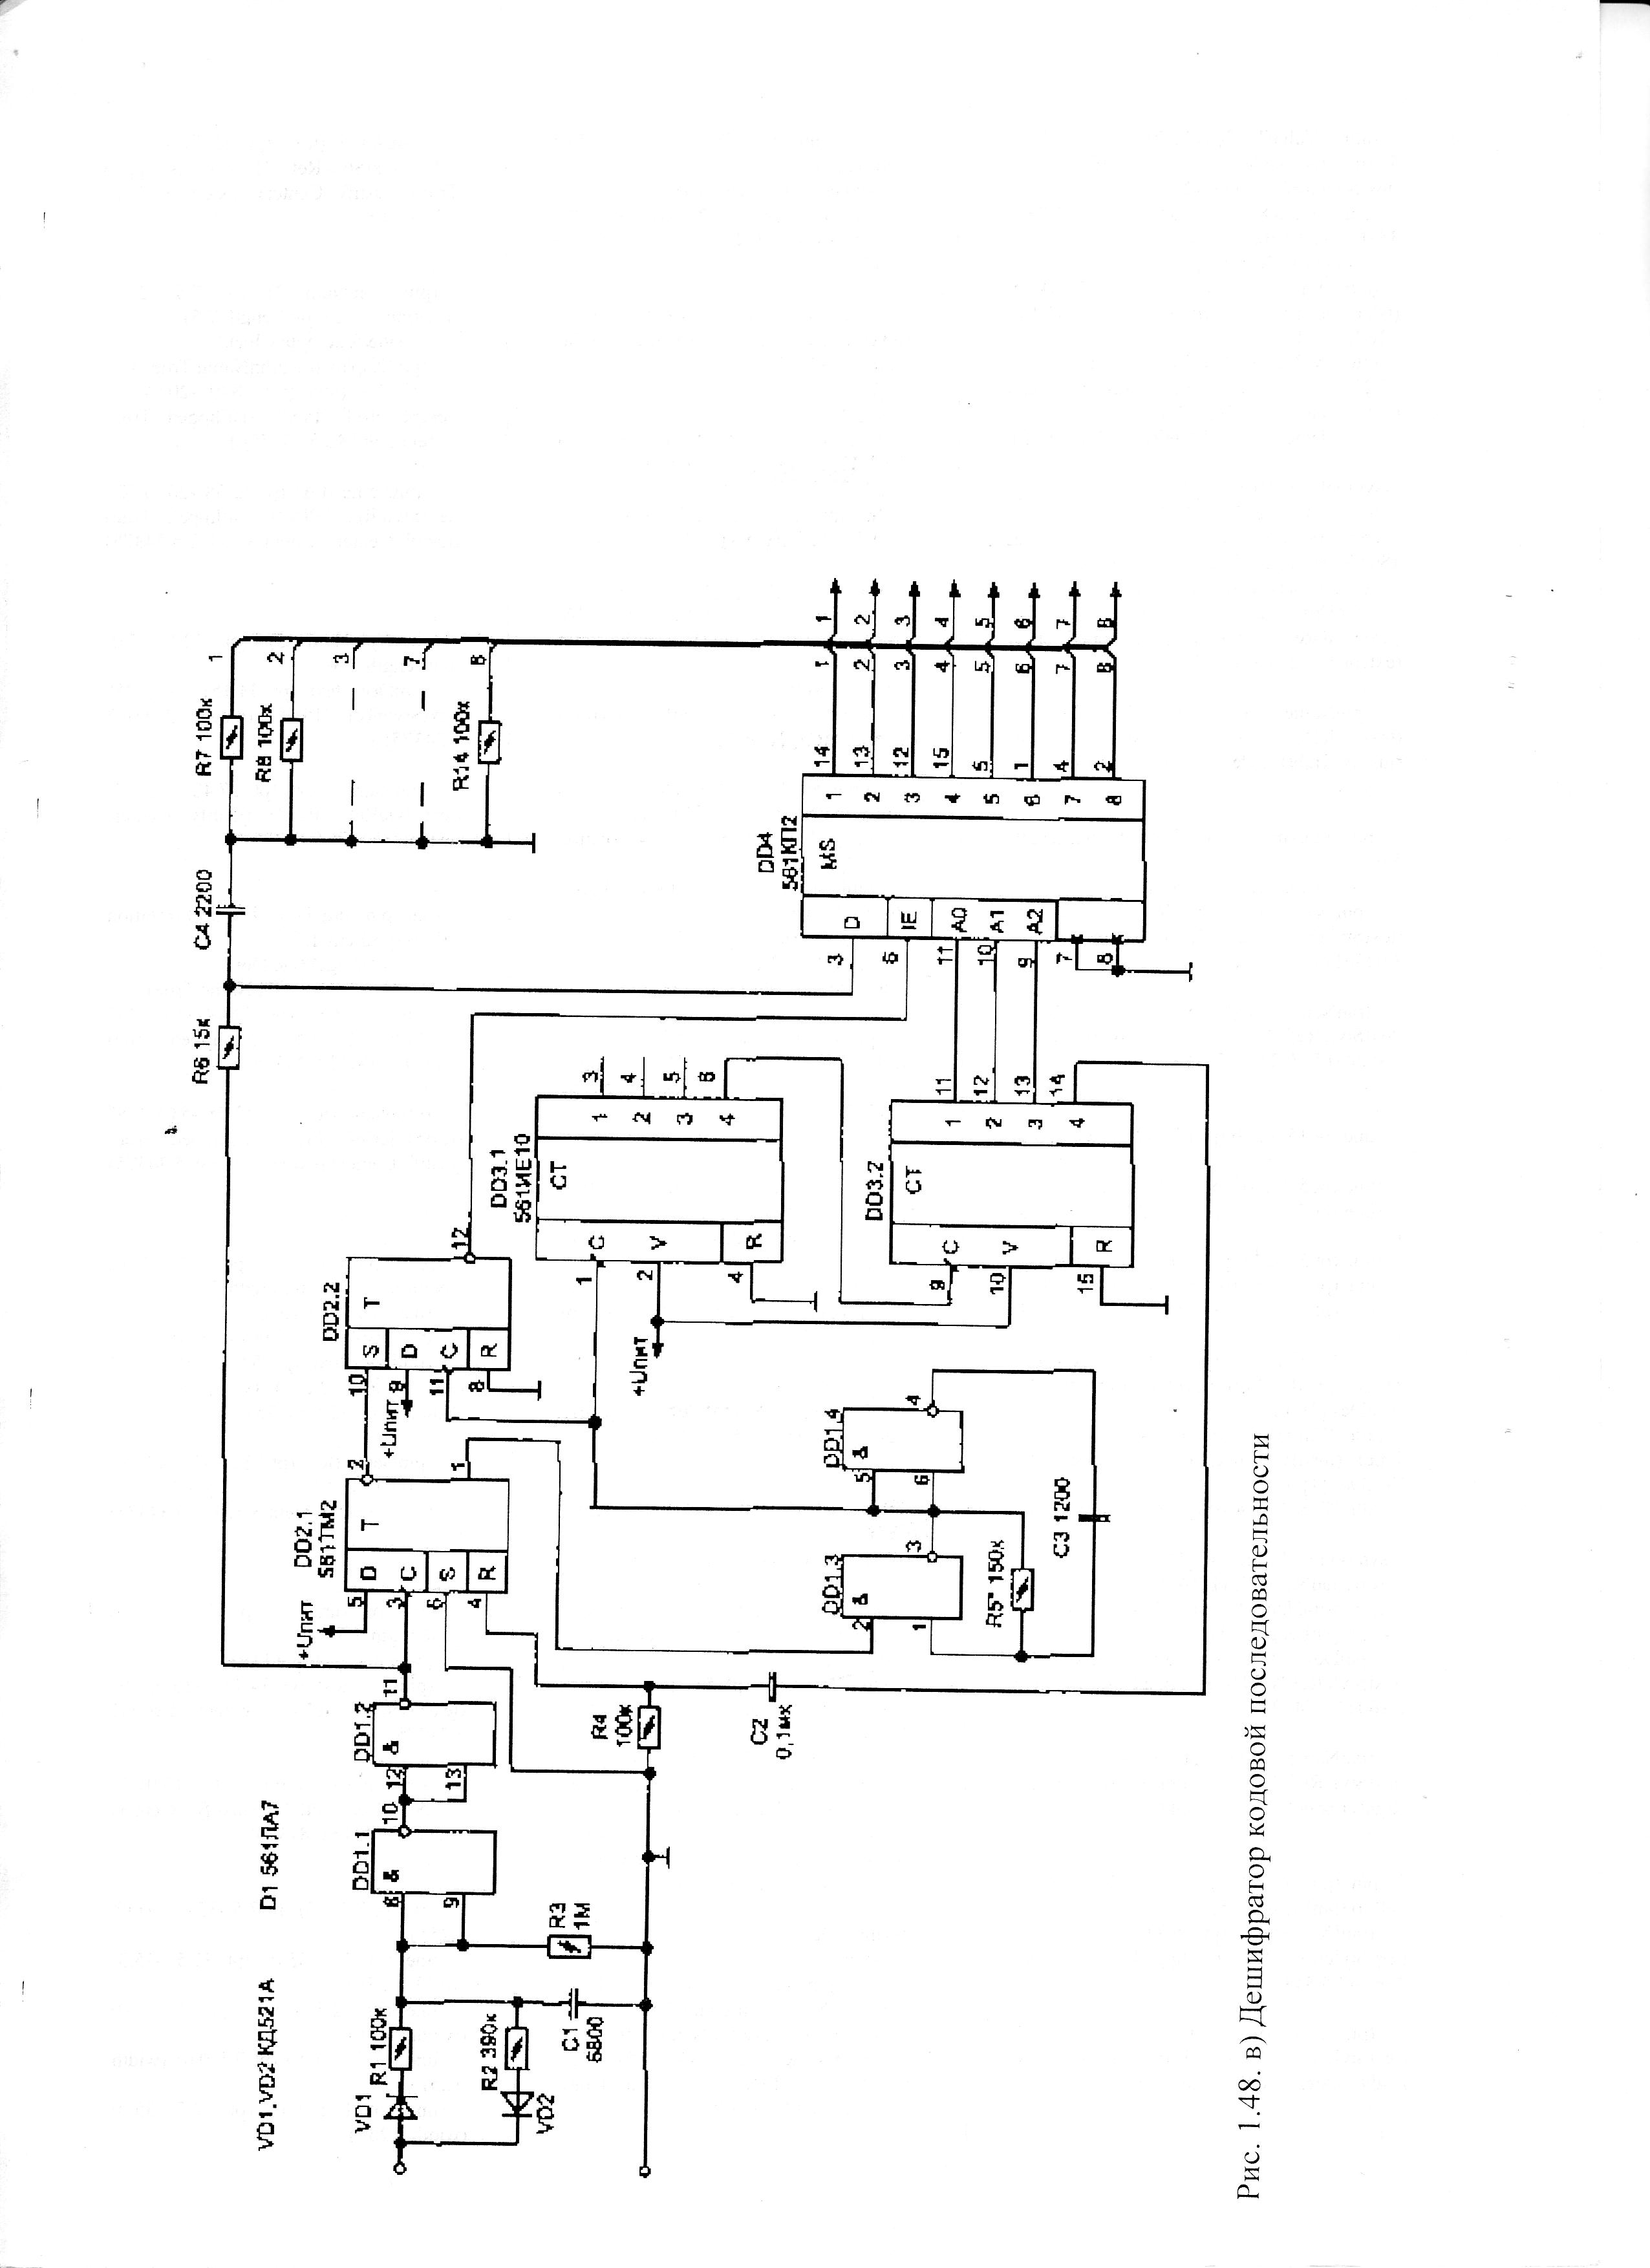 VD1,VD2 КД521А
D1 561ЛА7
VD1
R1 100к
VD2
R2 390к
C1
6800
R3
1М
DD1.1
&
8
9
10
DD1.2
&
12
13
11
R4
100к
C2
0,1мк
+Uпит
DD2.1
561ТМ2
D
C
S
R
T
5
3
6
4
2
1
DD2.2
S
D
C
R
T
10
9
11
8
12
+Uпит
DD1.3
&
2
1
3
DD1.4
&
5
6
4
R5* 150к
C3 1200
+Uпит
DD3.1
561ИЕ10
C
V
R
CT
1
2
3
4
1
2
4
3
4
5
6
DD3.2
C
V
R
CT
1
2
3
4
9
10
15
11
12
13
14
R6 15к
C4 2200
R7 100к
1
R8 100к
2
3
7
R14 100к
8
DD4
561КП2
D
IE
A0
A1
A2
MS
3
6
11
10
9
7
8
1
2
3
4
5
6
7
8
14
13
12
15
5
1
4
2
1
2
3
4
5
6
7
8
1
2
3
4
5
6
7
8
Рис. 1.48. в) Дешифратор кодовой последовательности